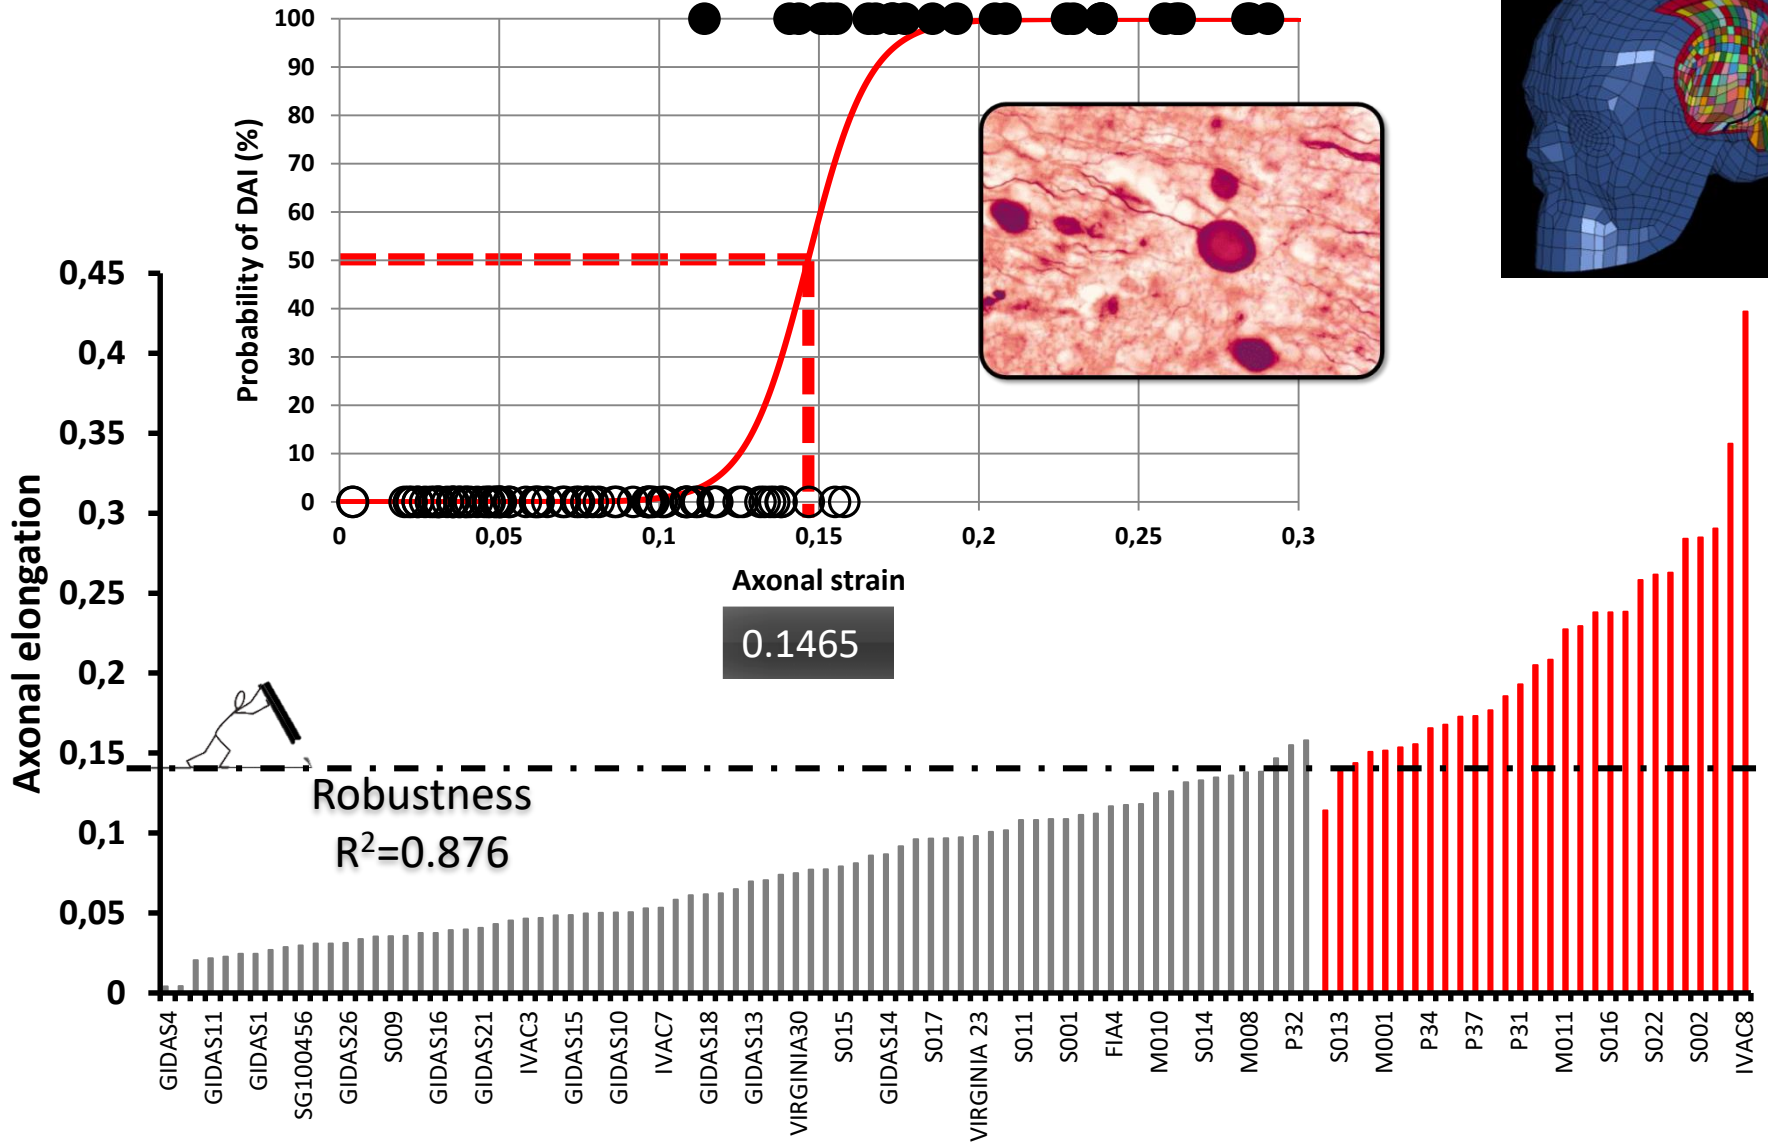 100
90
80
70
60
50
40
30
20
10
0
Probability of DAI (%)
0
0,05
0,1
0,15
0,2
0,25
0,3
Axonal strain
0.1465
0,45
0,4
0,35
0,3
0,25
0,2
0,15
0,1
0,05
0
Axonal elongation
Robustness
R²=0.876
GIDAS4
GIDAS11
GIDAS1
SG1004456
GIDAS26
S009
GIDAS16
GIDAS21
IVAC3
GIDAS15
GIDAS10
IVAC7
GIDAS18
GIDAS13
VIRGINIA30
S015
GIDAS14
S017
VIRGINIA 23
S011
S001
FIA4
M010
S014
M008
P32
S013
M001
P34
P37
P31
M011
S016
S022
S002
IVAC8